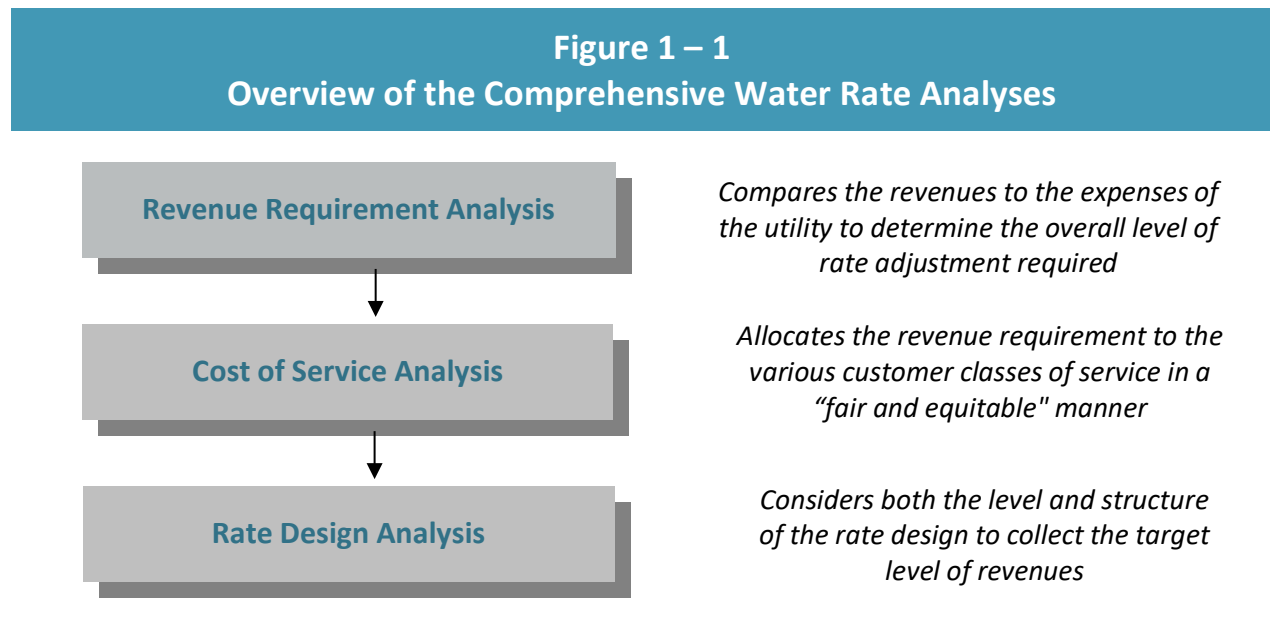 Figure 1 – 1
Overview of the Comprehensive Water Rate Analyses
Revenue Requirement Analysis
Compares the revenues to the expenses of
the utility to determine the overall level of
rate adjustment required
Cost of Service Analysis
Allocates the revenue requirement to the
various customer classes of service in a
“fair and equitable" manner
Rate Design Analysis
Considers both the level and structure
of the rate design to collect the target
level of revenues